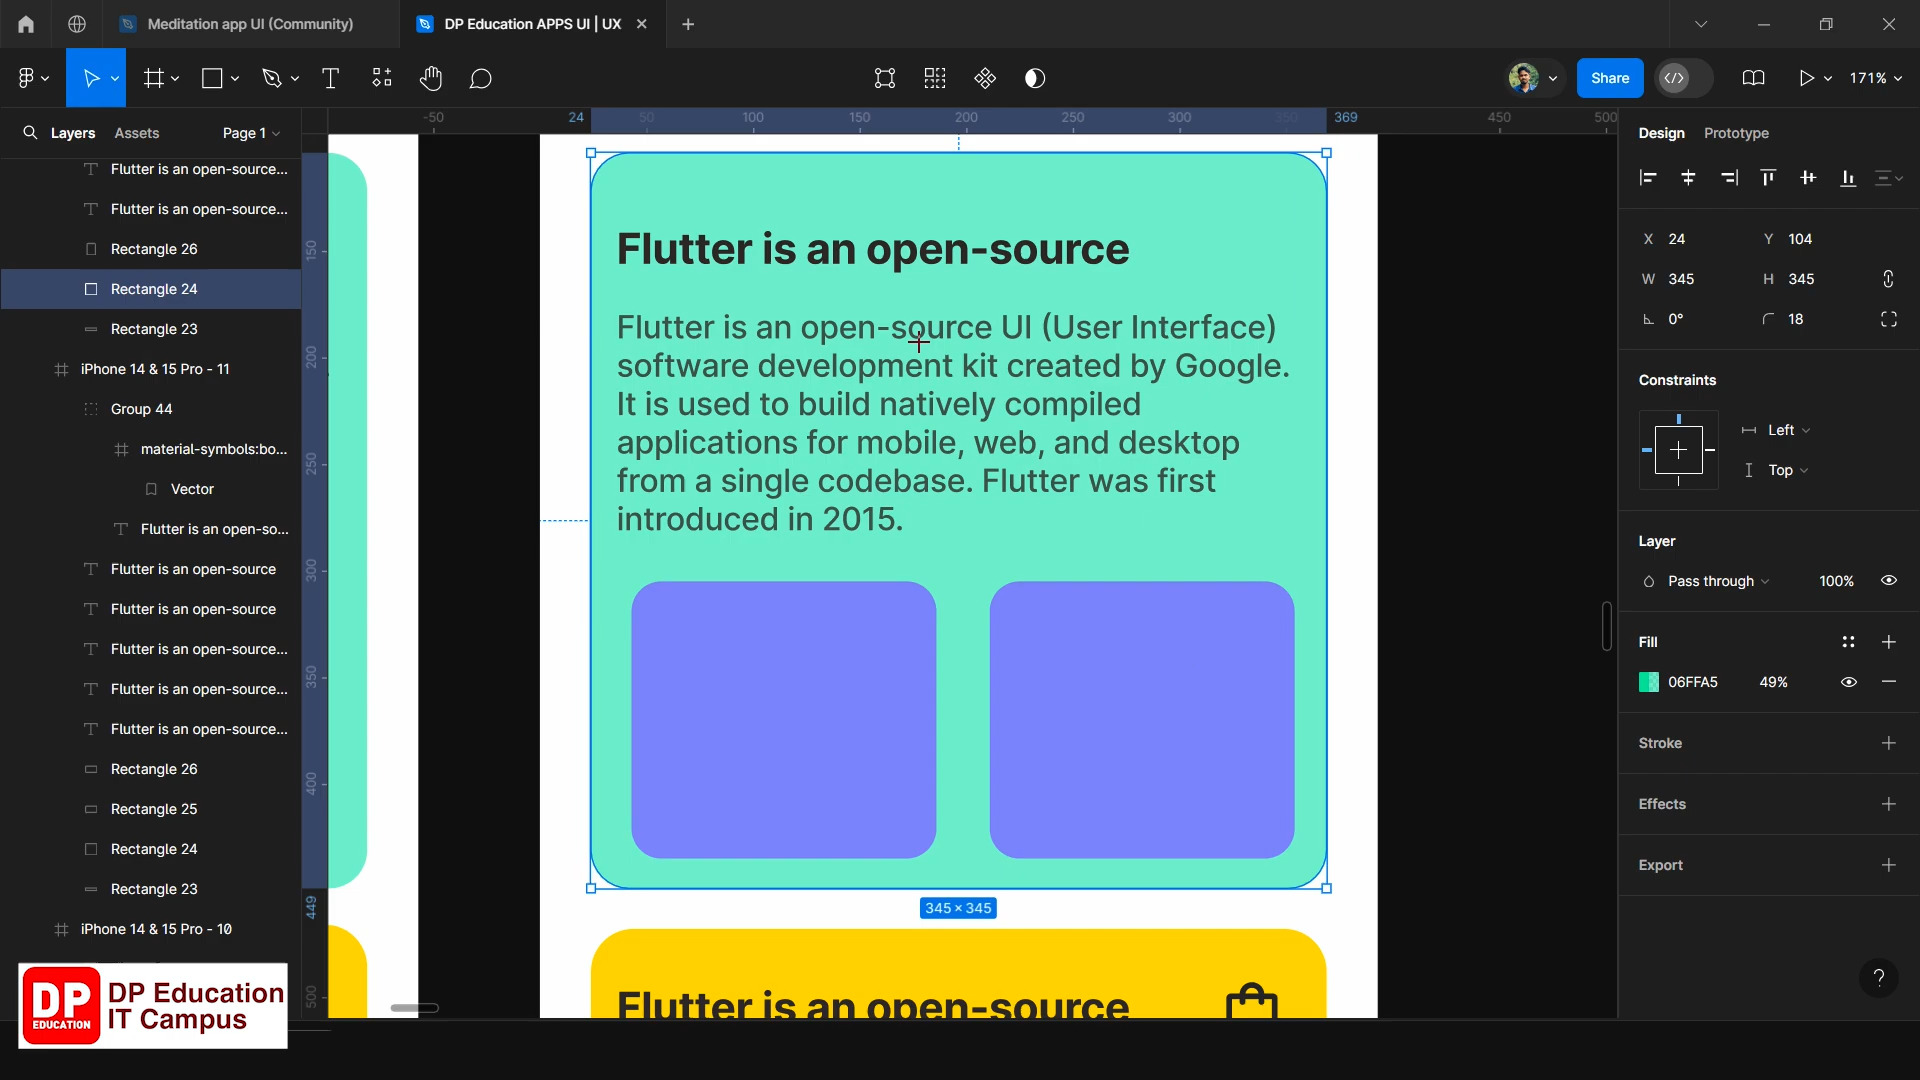 Meditation app UI (Community)
DP Education APPS UI | UX
Share
171%
Layers
Assets
Page 1
-50
24
50
100
150
200
250
300
350
369
450
500
Design
Prototype
Flutter is an open-source...
Flutter is an open-source...
Rectangle 26
Rectangle 24
Rectangle 23
iPhone 14 & 15 Pro - 11
Group 44
material-symbols:bo...
Vector
Flutter is an open-so...
Flutter is an open-source
Flutter is an open-source
Flutter is an open-source...
Flutter is an open-source...
Flutter is an open-source...
Rectangle 26
Rectangle 25
Rectangle 24
Rectangle 23
iPhone 14 & 15 Pro - 10
150
200
250
300
350
400
449
500
Flutter is an open-source
Flutter is an open-source UI (User Interface)
software development kit created by Google.
It is used to build natively compiled
applications for mobile, web, and desktop
from a single codebase. Flutter was first
introduced in 2015.
345 × 345
Flutter is an open-source
X 24
Y 104
W 345
H 345
0°
18
Constraints
Left
Top
Layer
Pass through
100%
Fill
06FFA5
49%
Stroke
Effects
Export
?
DP
EDUCATION
DP Education
IT Campus